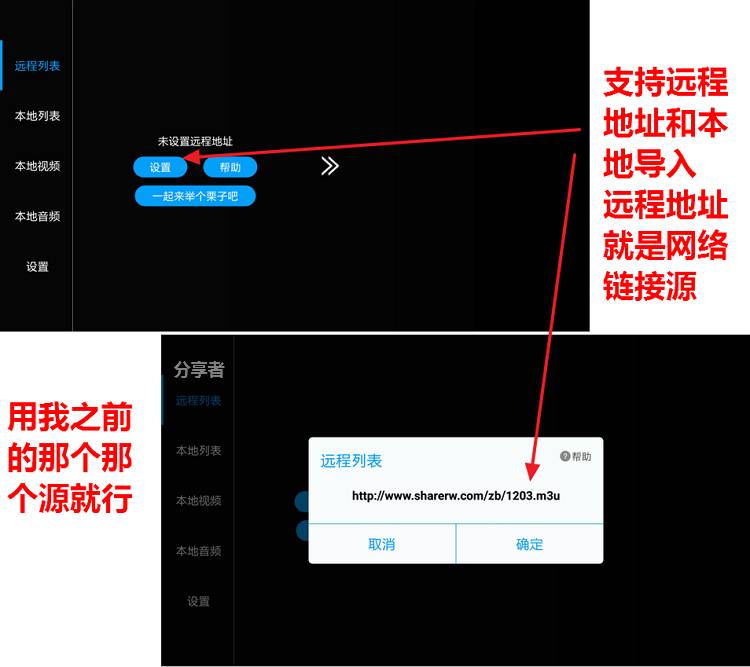 远程列表
本地列表
本地视频
本地音频
设置
未设置远程地址
设置
帮助
一起来举个栗子吧
支持远程
地址和本
地导入
远程地址
就是网络
链接源
用我之前
的那个那
个源就行
分享者
远程列表
本地列表
本地视频
本地音频
设置
远程列表
帮助
http://www.sharerw.com/zb/1203.m3u
取消
确定